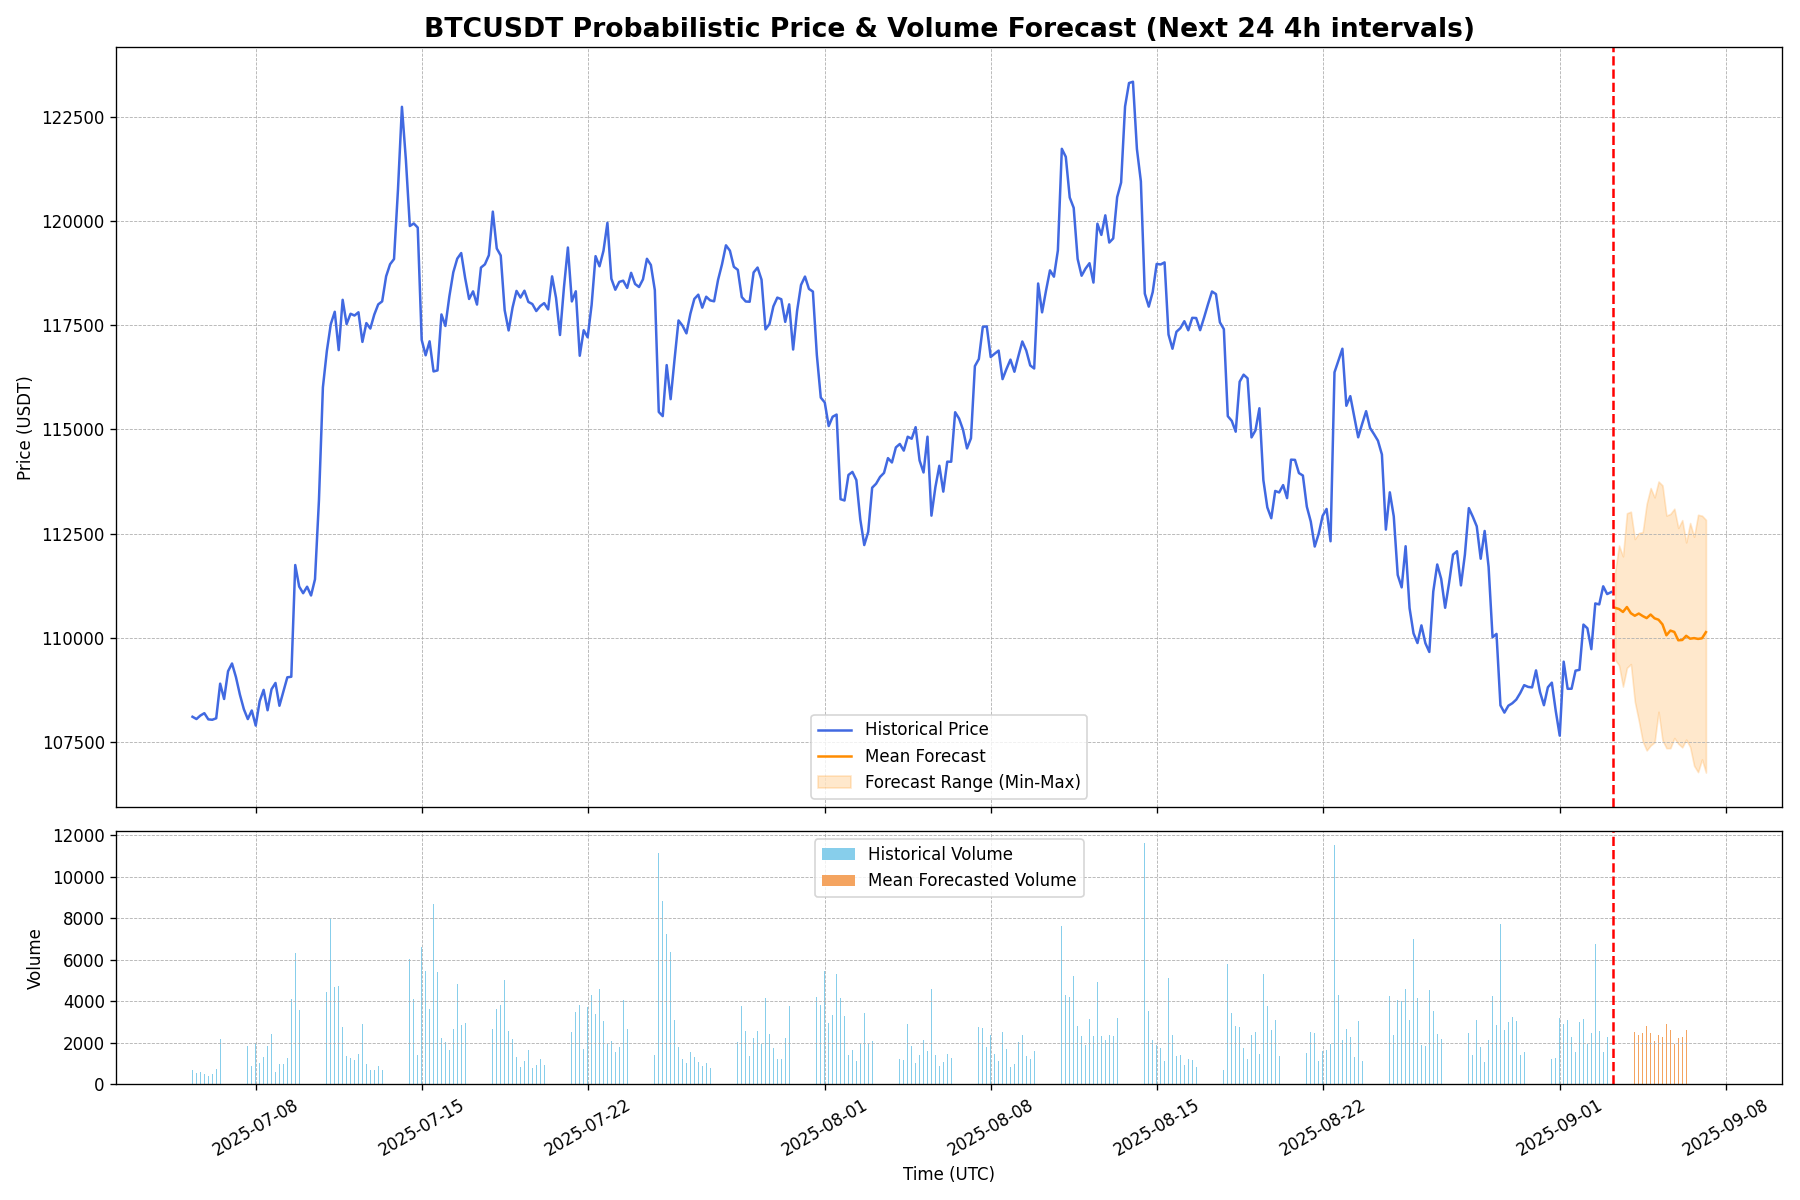 BTCUSDT Probabilistic Price & Volume Forecast (Next 24 4h intervals)
122500
120000
117500
115000
112500
110000
107500
Price (USDT)
Historical Price
Mean Forecast
Forecast Range (Min-Max)
12000
10000
8000
6000
4000
2000
0
Volume
Historical Volume
Mean Forecasted Volume
2025-07-08
2025-07-15
2025-07-22
2025-08-01
2025-08-08
2025-08-15
2025-08-22
2025-09-01
2025-09-08
Time (UTC)